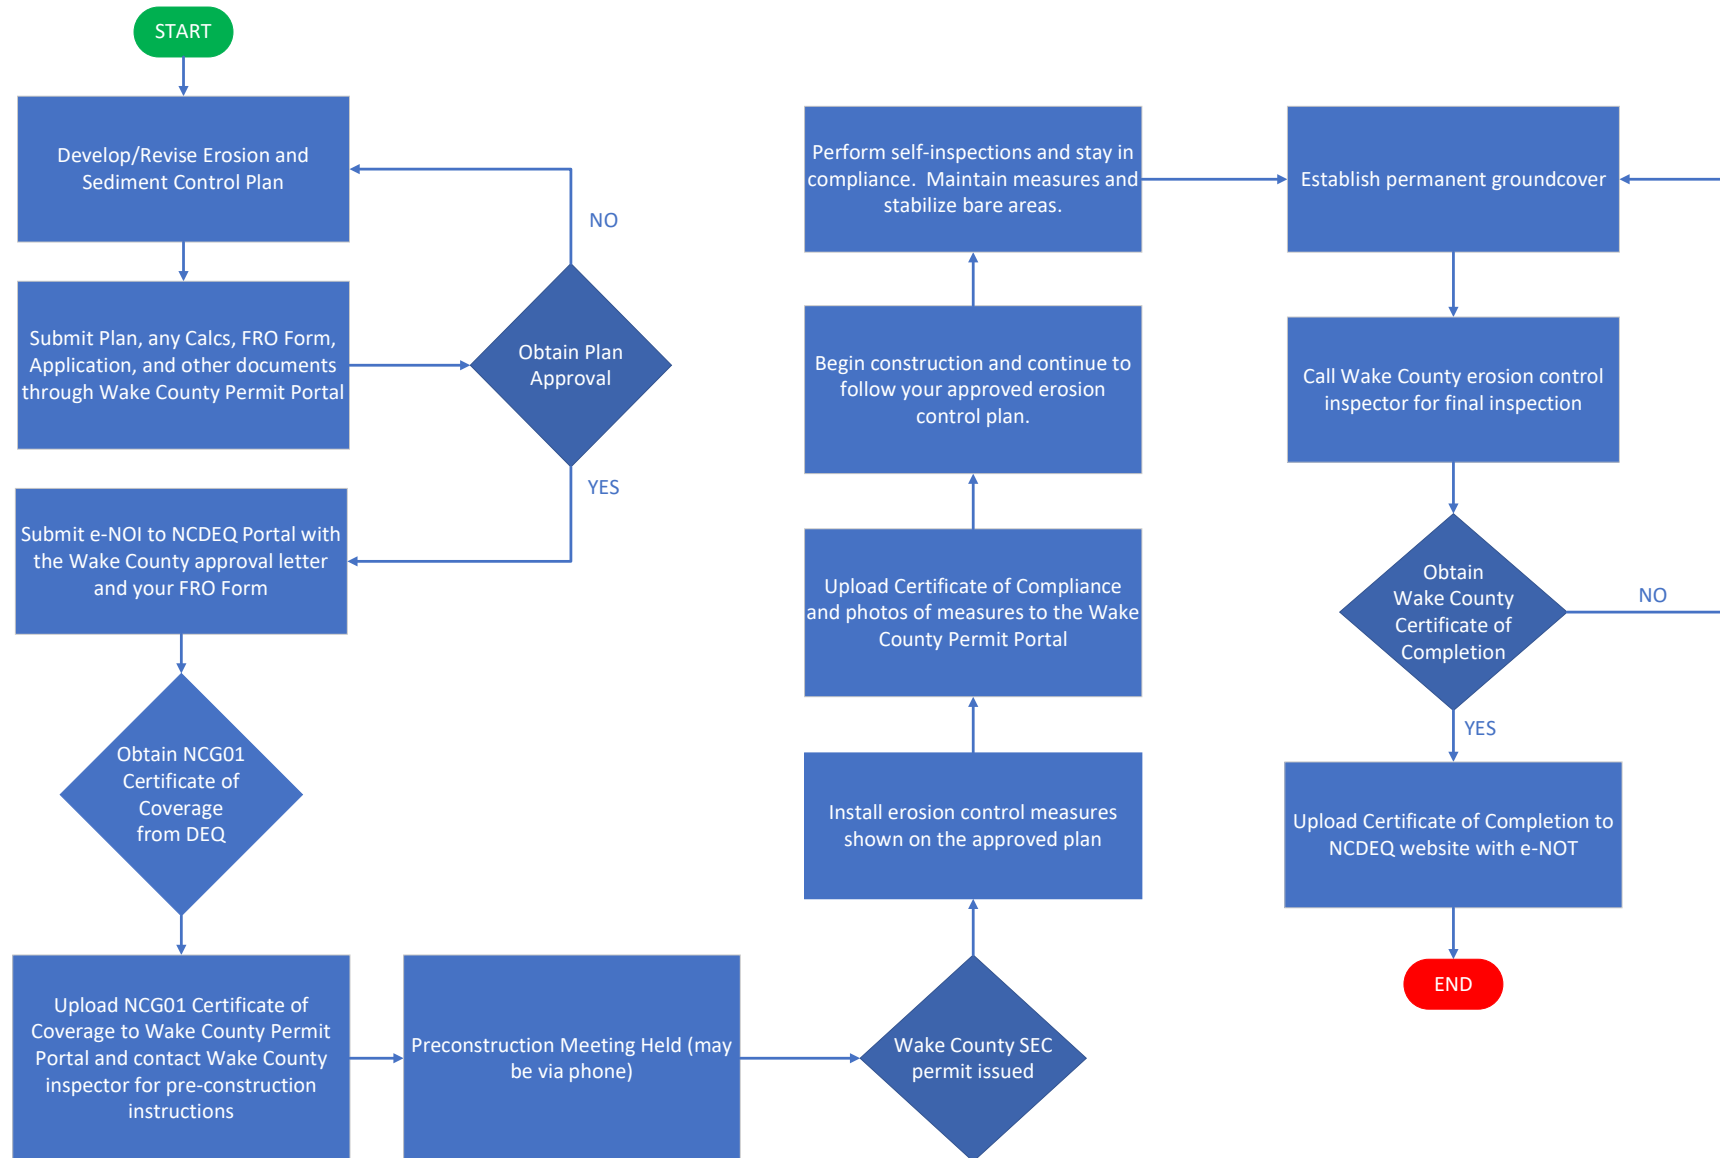 START
Develop/Revise Erosion and
Sediment Control Plan
NO
Submit Plan, any Calcs, FRO Form,
Application, and other documents
through Wake County Permit Portal
Obtain Plan
Approval
YES
Submit e-NOI to NCDEQ Portal with
the Wake County approval letter
and your FRO Form
Obtain NCG01
Certificate of
Coverage
from DEQ
Upload NCG01 Certificate of
Coverage to Wake County Permit
Portal and contact Wake County
inspector for pre-construction
instructions
Preconstruction Meeting Held (may
be via phone)
Wake County SEC
permit issued
Install erosion control measures
shown on the approved plan
Upload Certificate of Compliance
and photos of measures to the Wake
County Permit Portal
Begin construction and continue to
follow your approved erosion
control plan.
Perform self-inspections and stay in
compliance.  Maintain measures and
stabilize bare areas.
Establish permanent groundcover
Call Wake County erosion control
inspector for final inspection
Obtain
Wake County
Certificate of
Completion
NO
YES
Upload Certificate of Completion to
NCDEQ website with e-NOT
END